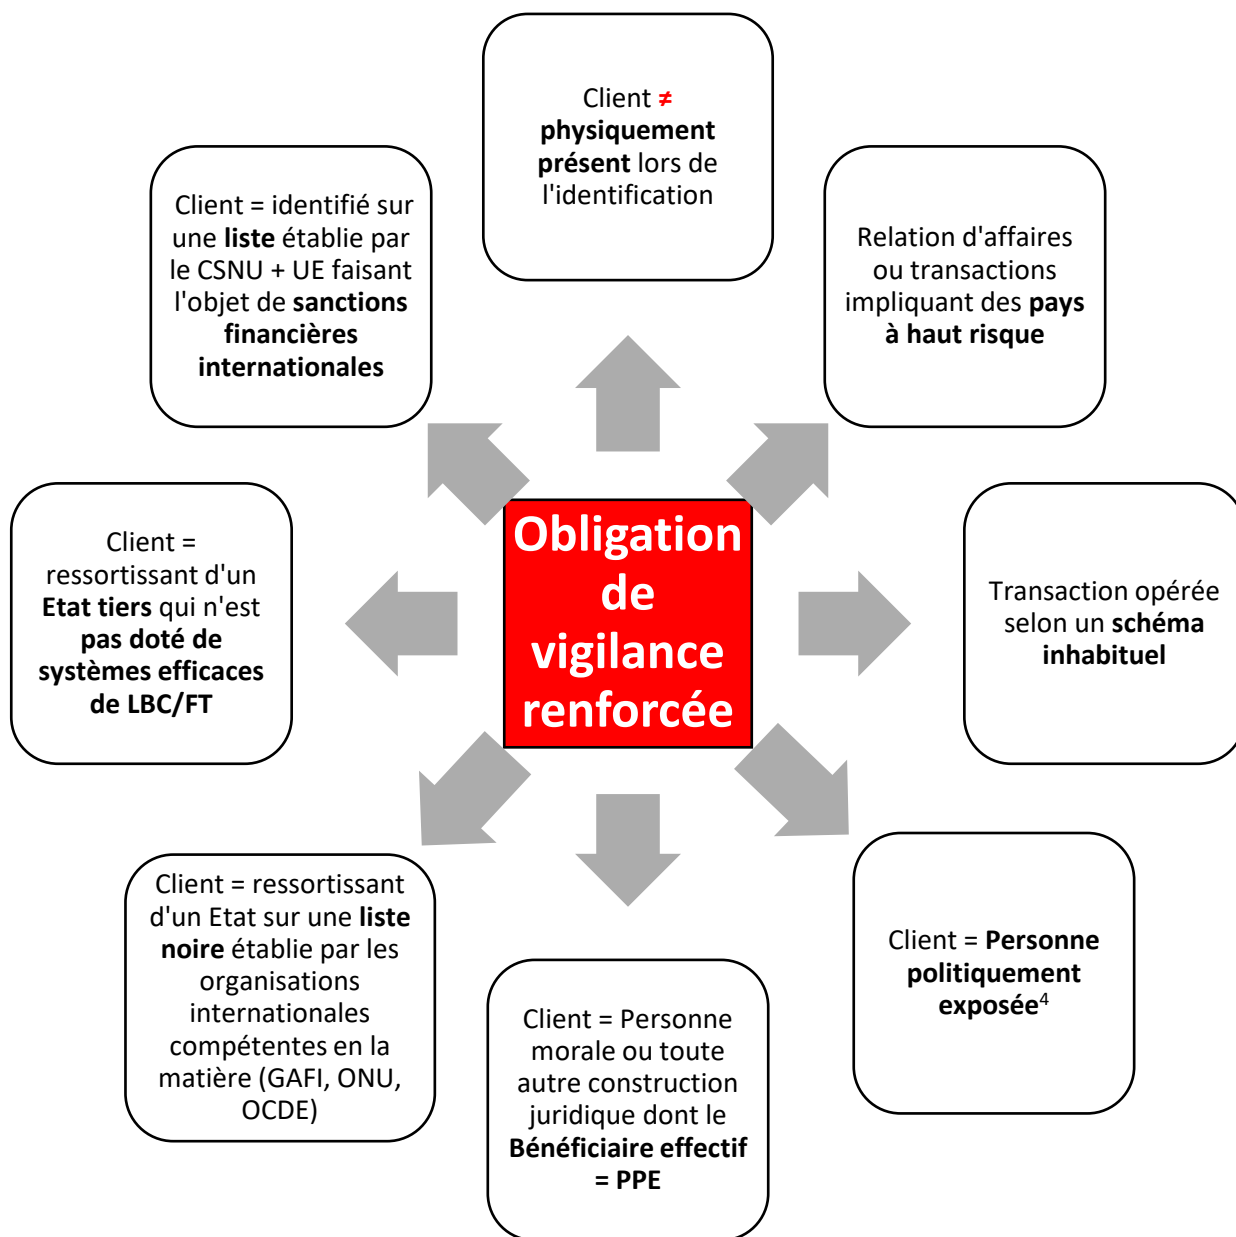 Client ≠
physiquement
présent lors de
l'identification
Client = identifié sur
une liste établie par
le CSNU + UE faisant
l'objet de sanctions
financières
internationales
Relation d'affaires
ou transactions
impliquant des pays
à haut risque
Client =
ressortissant d'un
Etat tiers qui n'est
pas doté de
systèmes efficaces
de LBC/FT
Obligation
de
vigilance
renforcée
Transaction opérée
selon un schéma
inhabituel
Client = ressortissant
d'un Etat sur une liste
noire établie par les
organisations
internationales
compétentes en la
matière (GAFI, ONU,
OCDE)
Client = Personne
morale ou toute
autre construction
juridique dont le
Bénéficiaire effectif
= PPE
Client = Personne
politiquement
exposée⁴